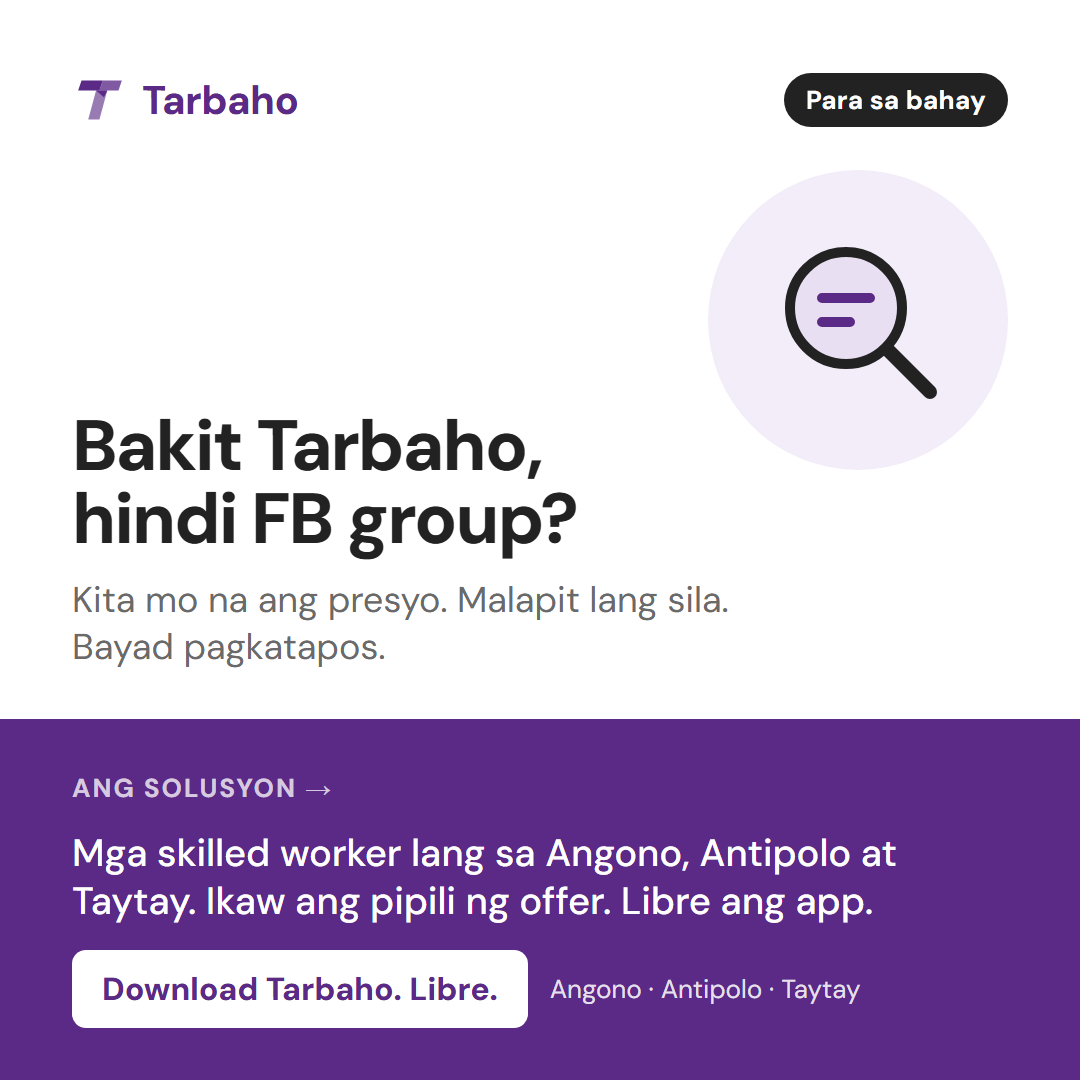 Tarbaho
Para sa bahay
Bakit Tarbaho,
hindi FB group?
Kita mo na ang presyo. Malapit lang sila.
Bayad pagkatapos.
ANG SOLUSYON →
Mga skilled worker lang sa Angono, Antipolo at
Taytay. Ikaw ang pipili ng offer. Libre ang app.
Download Tarbaho. Libre.
Angono · Antipolo · Taytay